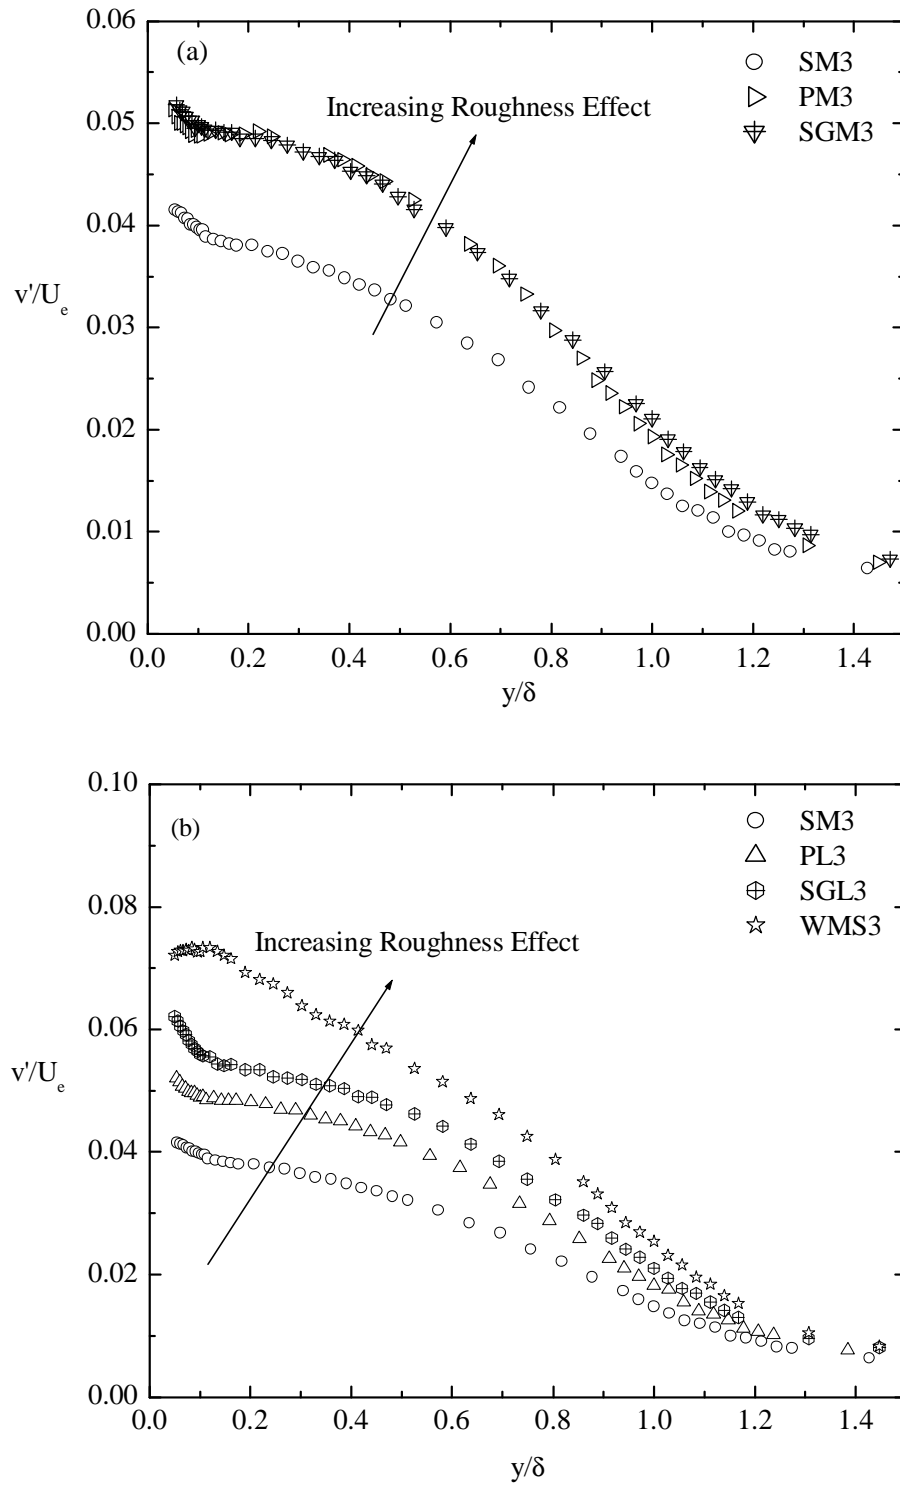 0.06
(a)
SM3
PM3
SGM3
Increasing Roughness Effect
0.05
0.04
v'/U_e
0.03
0.02
0.01
0.00
0.0 0.2 0.4 0.6 0.8 1.0 1.2 1.4
y/δ
0.10
(b)
SM3
PL3
SGL3
WMS3
0.08
Increasing Roughness Effect
0.06
v'/U_e
0.04
0.02
0.00
0.0 0.2 0.4 0.6 0.8 1.0 1.2 1.4
y/δ